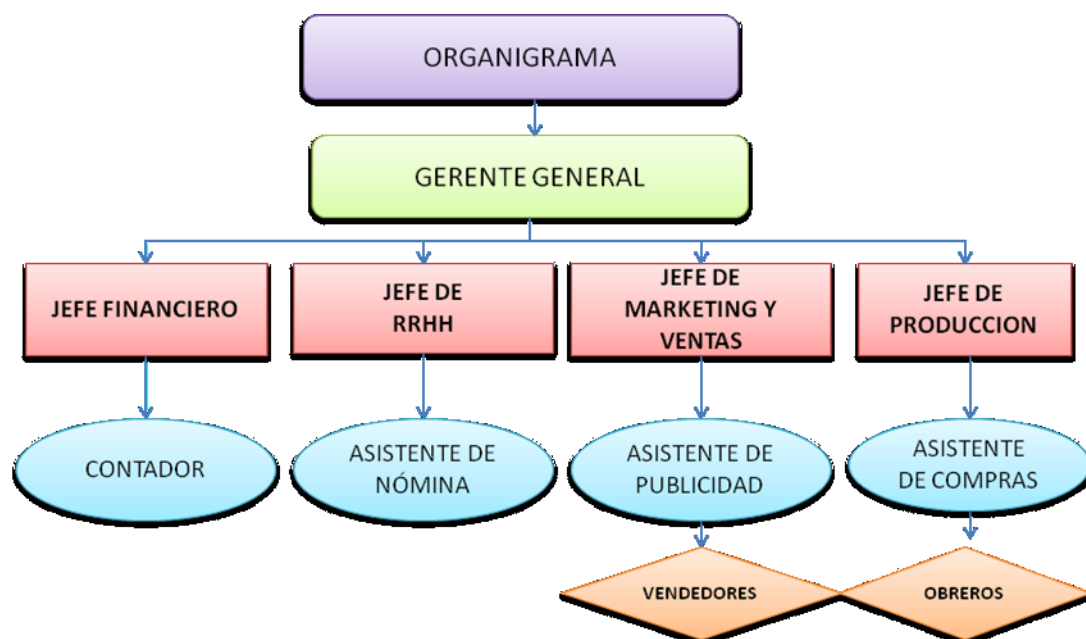 ORGANIGRAMA
GERENTE GENERAL
JEFE FINANCIERO
JEFE DE
RRHH
JEFE DE
MARKETING Y
VENTAS
JEFE DE
PRODUCCION
CONTADOR
ASISTENTE DE
NÓMINA
ASISTENTE DE
PUBLICIDAD
ASISTENTE
DE COMPRAS
VENDEDORES
OBREROS